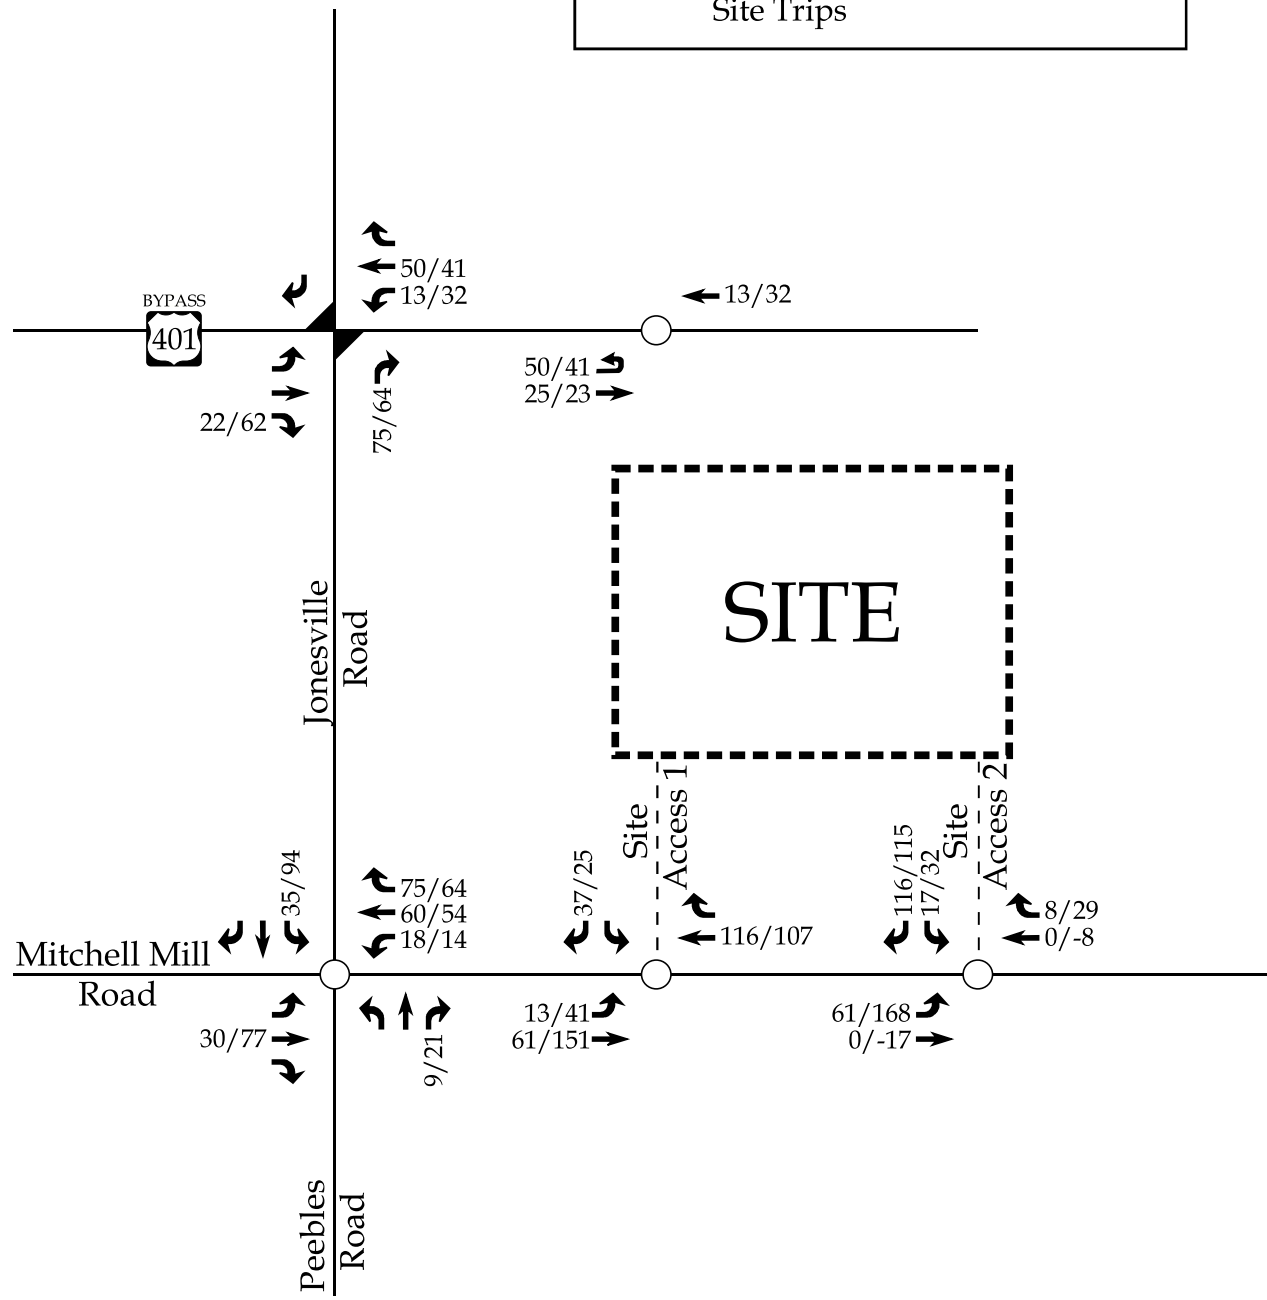 Site Trips
50/41
13/32
BYPASS
401
13/32
50/41
25/23
22/62
75/64
SITE
Jonesville
Road
Site
Access 1
Site
Access 2
35/94
75/64
60/54
18/14
37/25
116/107
116/115
17/32
8/29
0/-8
Mitchell Mill
Road
30/77
9/21
13/41
61/151
61/168
0/-17
Peebles
Road